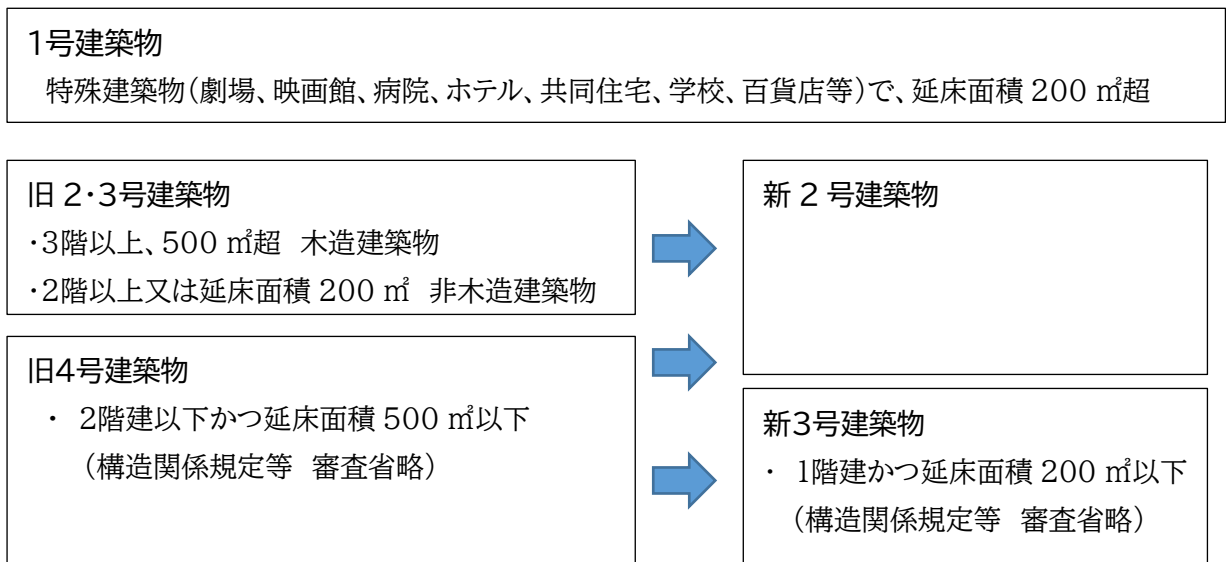 1号建築物
特殊建築物(劇場、映画館、病院、ホテル、共同住宅、学校、百貨店等)で、延床面積 200 ㎡超
旧 2・3号建築物
・3階以上、500 ㎡超 木造建築物
・2階以上又は延床面積 200 ㎡ 非木造建築物
旧4号建築物
・ 2階建以下かつ延床面積 500 ㎡以下
(構造関係規定等 審査省略)
新 2 号建築物
新3号建築物
・ 1階建かつ延床面積 200 ㎡以下
(構造関係規定等 審査省略)